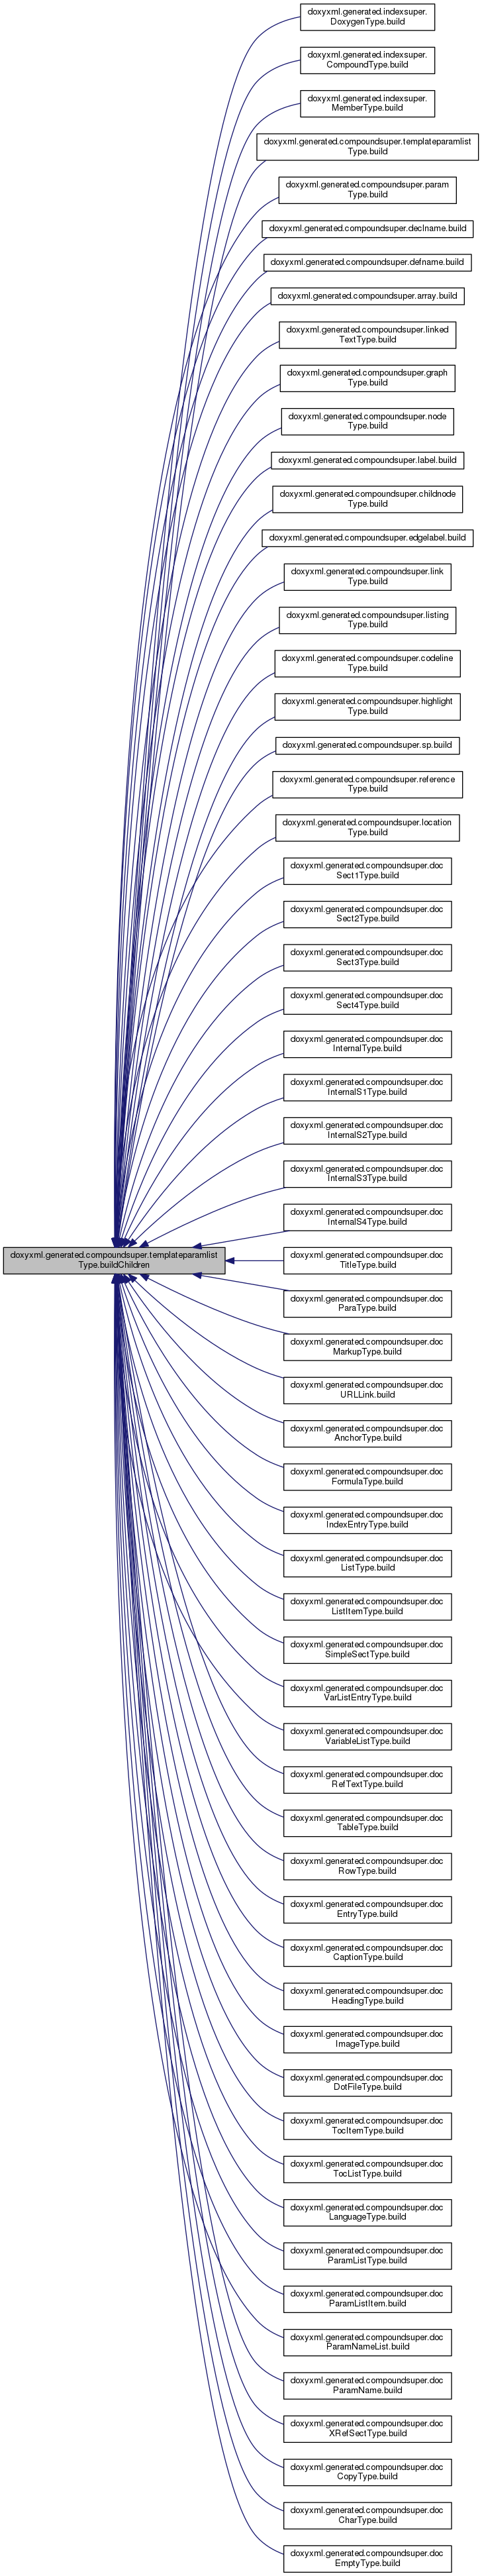 doxyxml.generated.indexsuper.
DoxygenType.build
doxyxml.generated.indexsuper.
CompoundType.build
doxyxml.generated.indexsuper.
MemberType.build
doxyxml.generated.compoundsuper.templateparamlist
Type.build
doxyxml.generated.compoundsuper.param
Type.build
doxyxml.generated.compoundsuper.declname.build
doxyxml.generated.compoundsuper.defname.build
doxyxml.generated.compoundsuper.array.build
doxyxml.generated.compoundsuper.linked
TextType.build
doxyxml.generated.compoundsuper.graph
Type.build
doxyxml.generated.compoundsuper.node
Type.build
doxyxml.generated.compoundsuper.label.build
doxyxml.generated.compoundsuper.childnode
Type.build
doxyxml.generated.compoundsuper.edgelabel.build
doxyxml.generated.compoundsuper.link
Type.build
doxyxml.generated.compoundsuper.listing
Type.build
doxyxml.generated.compoundsuper.codeline
Type.build
doxyxml.generated.compoundsuper.highlight
Type.build
doxyxml.generated.compoundsuper.sp.build
doxyxml.generated.compoundsuper.reference
Type.build
doxyxml.generated.compoundsuper.location
Type.build
doxyxml.generated.compoundsuper.doc
Sect1Type.build
doxyxml.generated.compoundsuper.doc
Sect2Type.build
doxyxml.generated.compoundsuper.doc
Sect3Type.build
doxyxml.generated.compoundsuper.doc
Sect4Type.build
doxyxml.generated.compoundsuper.doc
InternalType.build
doxyxml.generated.compoundsuper.doc
InternalS1Type.build
doxyxml.generated.compoundsuper.doc
InternalS2Type.build
doxyxml.generated.compoundsuper.doc
InternalS3Type.build
doxyxml.generated.compoundsuper.doc
InternalS4Type.build
doxyxml.generated.compoundsuper.templateparamlist
Type.buildChildren
doxyxml.generated.compoundsuper.doc
TitleType.build
doxyxml.generated.compoundsuper.doc
ParaType.build
doxyxml.generated.compoundsuper.doc
MarkupType.build
doxyxml.generated.compoundsuper.doc
URLLink.build
doxyxml.generated.compoundsuper.doc
AnchorType.build
doxyxml.generated.compoundsuper.doc
FormulaType.build
doxyxml.generated.compoundsuper.doc
IndexEntryType.build
doxyxml.generated.compoundsuper.doc
ListType.build
doxyxml.generated.compoundsuper.doc
ListItemType.build
doxyxml.generated.compoundsuper.doc
SimpleSectType.build
doxyxml.generated.compoundsuper.doc
VarListEntryType.build
doxyxml.generated.compoundsuper.doc
VariableListType.build
doxyxml.generated.compoundsuper.doc
RefTextType.build
doxyxml.generated.compoundsuper.doc
TableType.build
doxyxml.generated.compoundsuper.doc
RowType.build
doxyxml.generated.compoundsuper.doc
EntryType.build
doxyxml.generated.compoundsuper.doc
CaptionType.build
doxyxml.generated.compoundsuper.doc
HeadingType.build
doxyxml.generated.compoundsuper.doc
ImageType.build
doxyxml.generated.compoundsuper.doc
DotFileType.build
doxyxml.generated.compoundsuper.doc
TocItemType.build
doxyxml.generated.compoundsuper.doc
TocListType.build
doxyxml.generated.compoundsuper.doc
LanguageType.build
doxyxml.generated.compoundsuper.doc
ParamListType.build
doxyxml.generated.compoundsuper.doc
ParamListItem.build
doxyxml.generated.compoundsuper.doc
ParamNameList.build
doxyxml.generated.compoundsuper.doc
ParamName.build
doxyxml.generated.compoundsuper.doc
XRefSectType.build
doxyxml.generated.compoundsuper.doc
CopyType.build
doxyxml.generated.compoundsuper.doc
CharType.build
doxyxml.generated.compoundsuper.doc
EmptyType.build